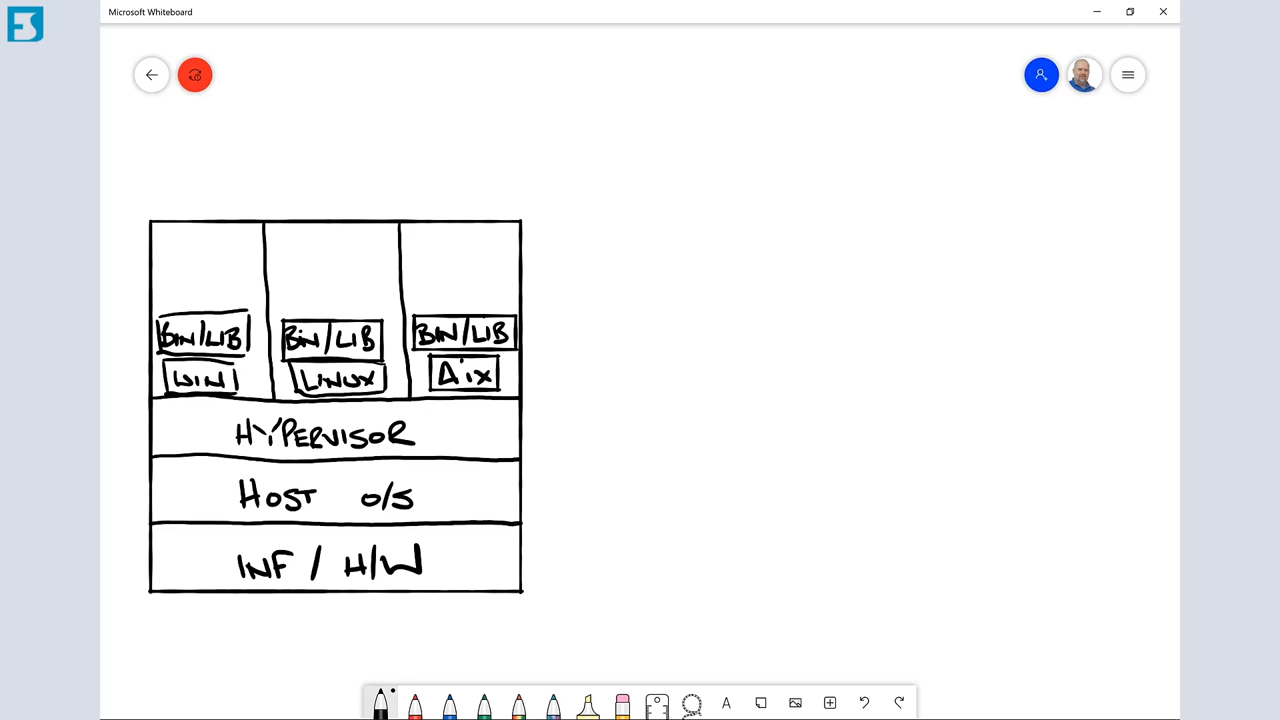 Microsoft Whiteboard
BIN/LIB BIN/LIB BIN/LIB
WIN LINUX AIX
HYPERVISOR
HOST O/S
INF / H/W
A